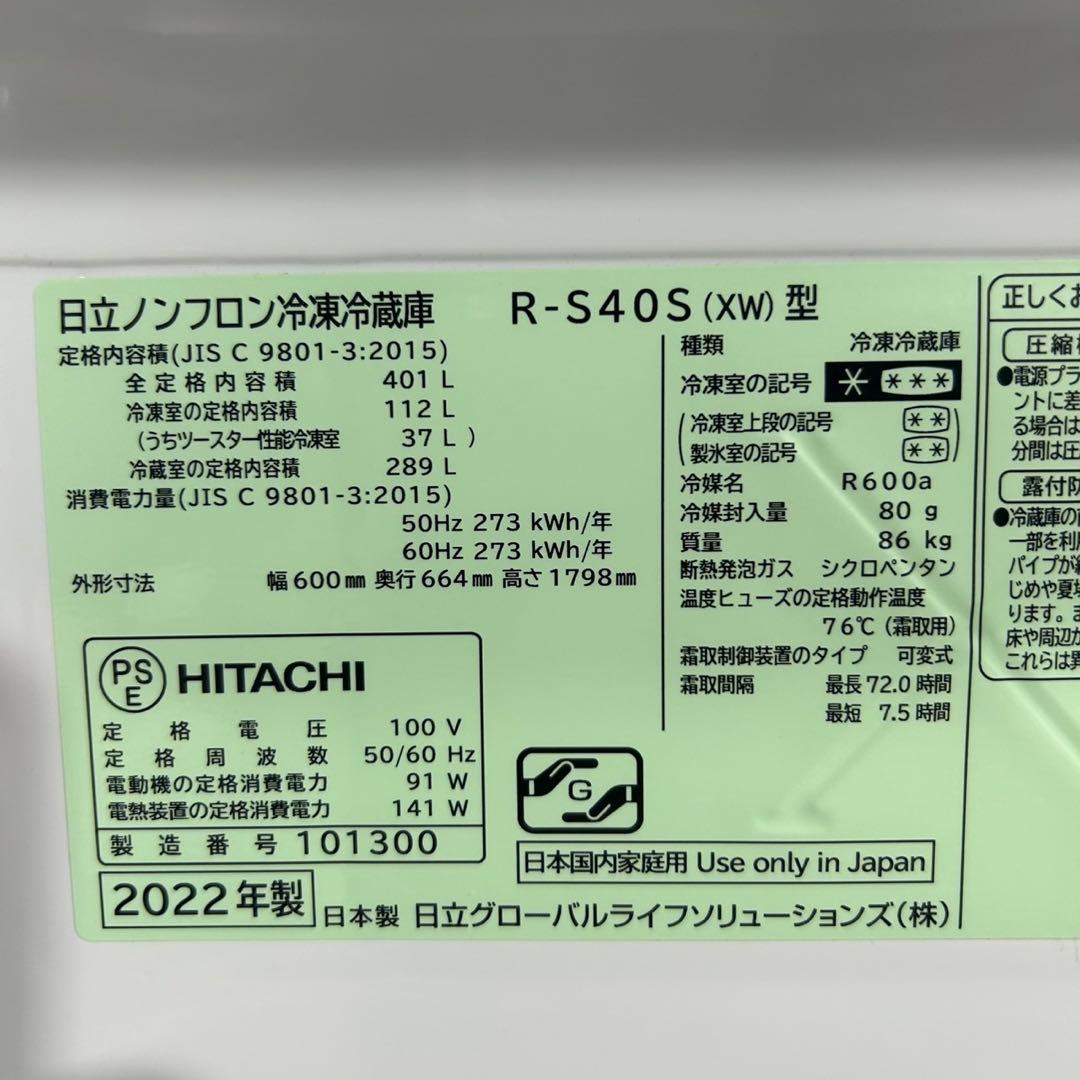 日立ノンフロン冷凍冷蔵庫 R-S40S(XW)型
定格内容積(JIS C 9801-3:2015)
全定格内容積 401 L
冷凍室の定格内容積 112 L
(うちツースター性能冷凍室 37 L )
冷蔵室の定格内容積 289 L
消費電力量(JIS C 9801-3:2015)
50Hz 273 kWh/年
60Hz 273 kWh/年
外形寸法 幅600㎜ 奥行664㎜ 高さ1798㎜
PS
E
HITACHI
定格電圧 100 V
定格周波数 50/60 Hz
電動機の定格消費電力 91 W
電熱装置の定格消費電力 141 W
製造番号 101300
2022年製
日本製 日立グローバルライフソリューションズ(株)
種類 冷凍冷蔵庫
冷凍室の記号 * ***
(冷凍室上段の記号 **
製氷室の記号 **)
冷媒名 R600a
冷媒封入量 80 g
質量 86 kg
断熱発泡ガス シクロペンタン
温度ヒューズの定格動作温度
76℃(霜取用)
霜取制御装置のタイプ 可変式
霜取間隔 最長72.0時間
最短 7.5時間
G
日本国内家庭用 Use only in Japan
正しくお
圧縮
●電源プラ
ントに差
る場合は
分間は圧
露付防
●冷蔵庫の
一部を利用
パイプが
じめや夏場
ります。
床や周辺が
これらは異